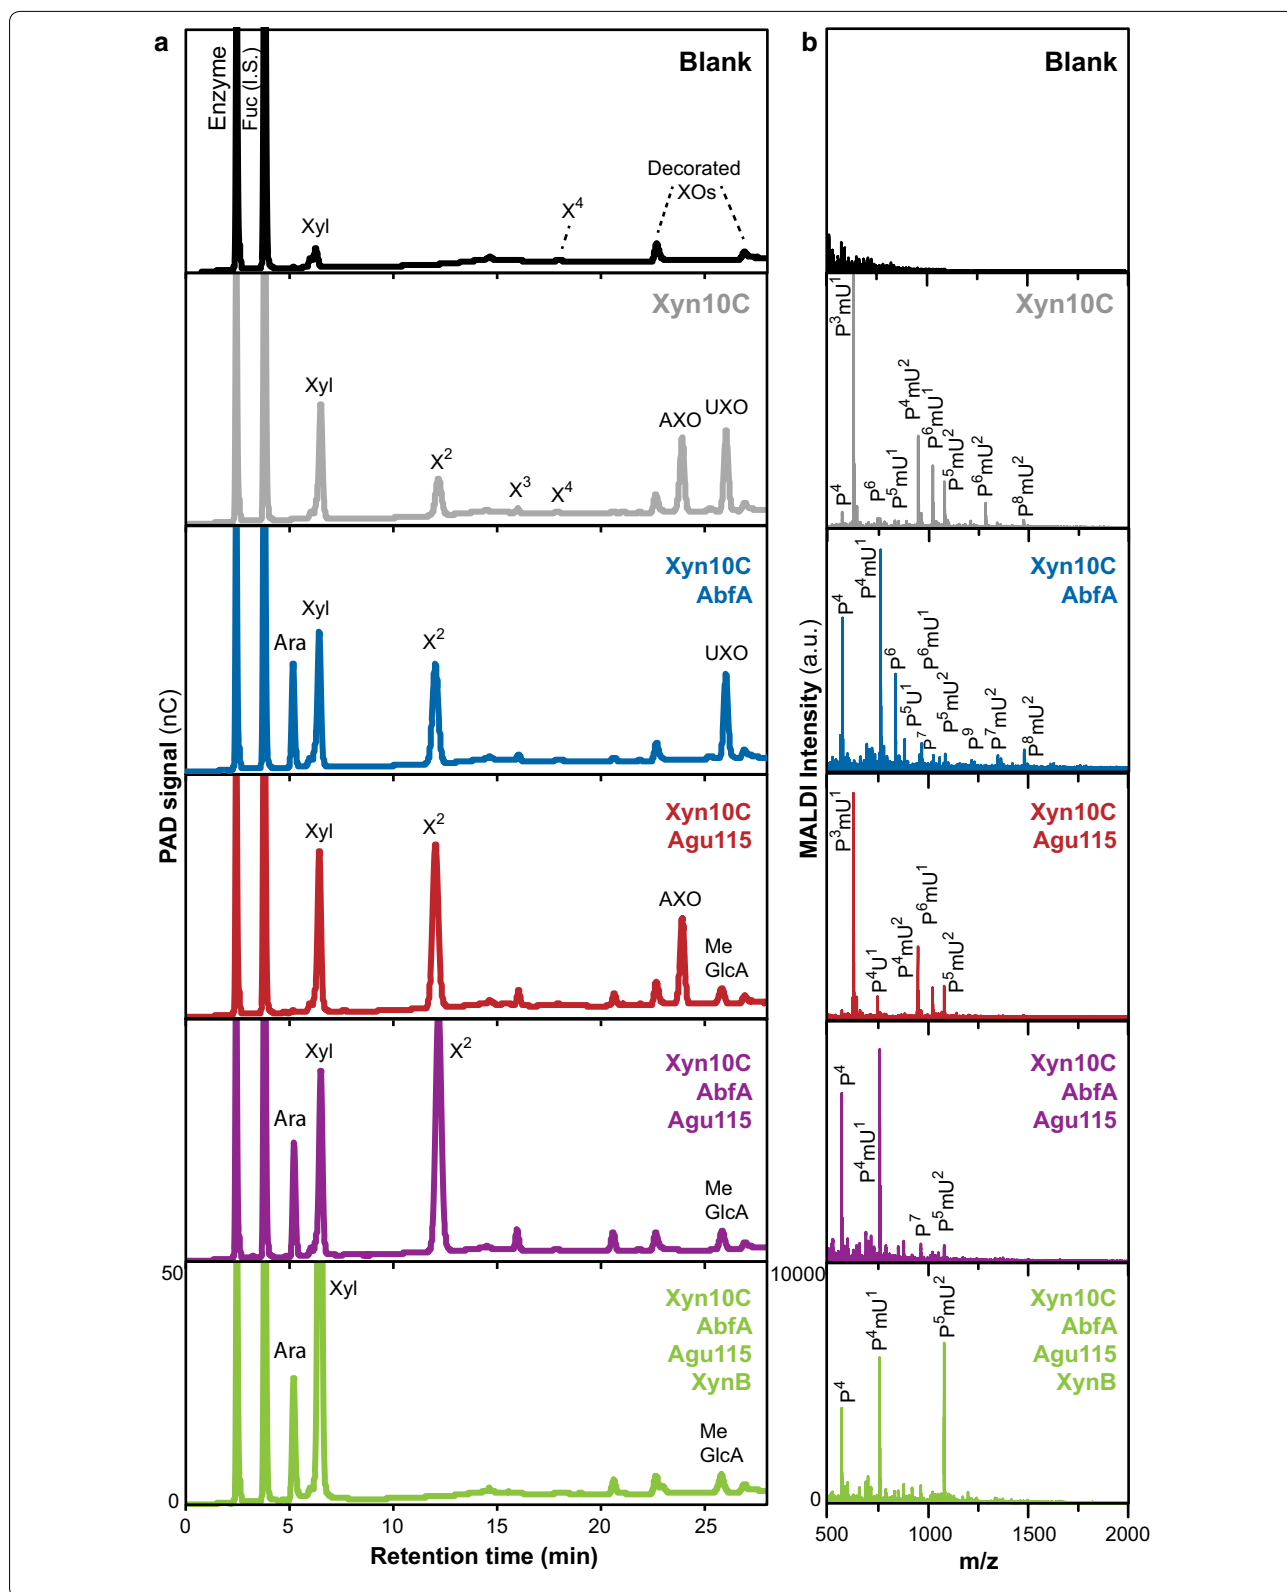 a
Enzyme
Fuc (I.S.)
Blank
Xyl
X4
Decorated
XOs
Xyn10C
Xyl
X2
X3
X4
AXO
UXO
Xyn10C
AbfA
Ara
Xyl
X2
UXO
Xyn10C
Agu115
Xyl
X2
AXO
Me
GlcA
Xyn10C
AbfA
Agu115
Ara
Xyl
X2
Me
GlcA
Xyn10C
AbfA
Agu115
XynB
50
0
Xyl
Ara
Me
GlcA
0 5 10 15 20 25
Retention time (min)
PAD signal (nC)
b
Blank
Xyn10C
P3mU1
P4
P6
P5mU1
P4mU2
P6mU1
P5mU2
P6mU2
P8mU2
Xyn10C
AbfA
P4
P4mU1
P6
P5U1
P7
P6mU1
P5mU2
P9
P7mU2
P8mU2
Xyn10C
Agu115
P3mU1
P4U1
P4mU2
P6mU1
P5mU2
Xyn10C
AbfA
Agu115
P4
P4mU1
P7
P5mU2
Xyn10C
AbfA
Agu115
XynB
10000
0
P4
P4mU1
P5mU2
500 1000 1500 2000
m/z
MALDI Intensity (a.u.)